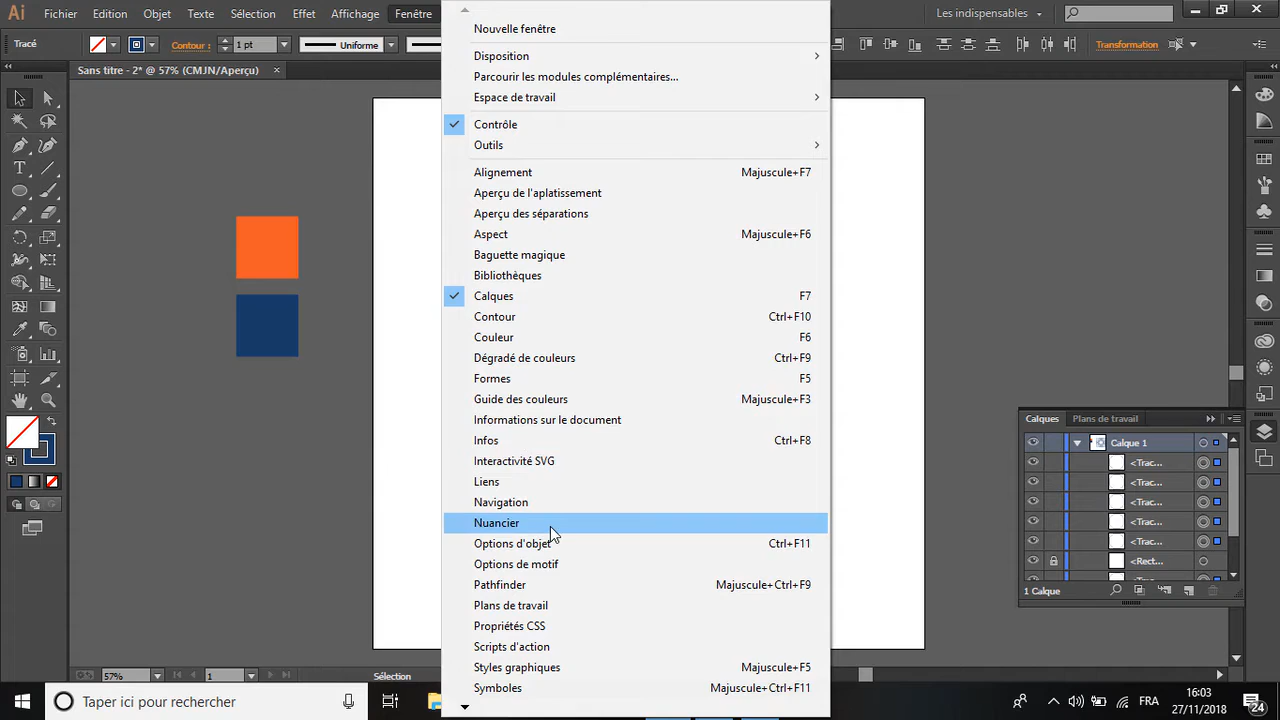 Ai Fichier Edition Objet Texte Sélection Effet Affichage Fenêtre Les indispensables
Tracé Contour : 1 pt Uniforme Transformation
Sans titre - 2* @ 57% (CMJN/Aperçu) ×
Nouvelle fenêtre
Disposition
Parcourir les modules complémentaires...
Espace de travail
Contrôle
Outils
Alignement Majuscule+F7
Aperçu de l'aplatissement
Aperçu des séparations
Aspect Majuscule+F6
Baguette magique
Bibliothèques
Calques F7
Contour Ctrl+F10
Couleur F6
Dégradé de couleurs Ctrl+F9
Formes F5
Guide des couleurs Majuscule+F3
Informations sur le document
Infos Ctrl+F8
Interactivité SVG
Liens
Navigation
Nuancier
Options d'objet Ctrl+F11
Options de motif
Pathfinder Majuscule+Ctrl+F9
Plans de travail
Propriétés CSS
Scripts d'action
Styles graphiques Majuscule+F5
Symboles Majuscule+Ctrl+F11
Calques Plans de travail
Calque 1
<Trac...
<Trac...
<Trac...
<Trac...
<Trac...
<Rect...
1 Calque
57% 1 Sélection
Taper ici pour rechercher
FRA
16:03
27/11/2018
24